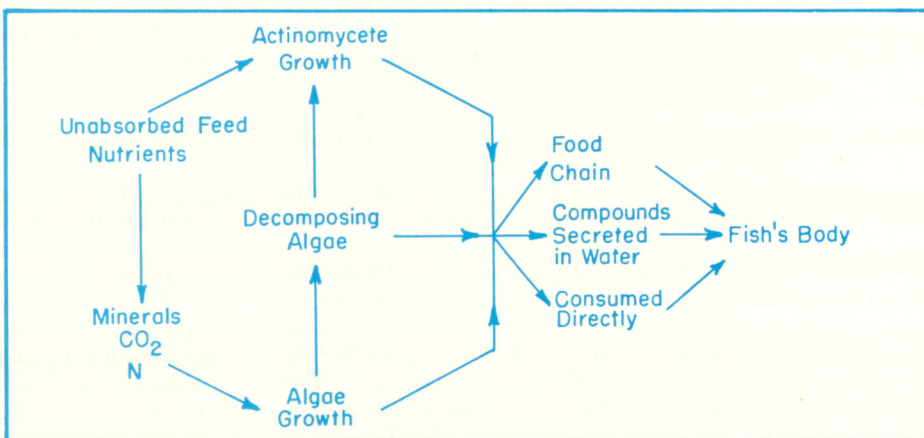 Actinomycete
Growth
Unabsorbed Feed
Nutrients
Decomposing
Algae
Minerals
CO2
N
Algae
Growth
Food
Chain
Compounds
Secreted
in Water
Consumed
Directly
Fish's Body